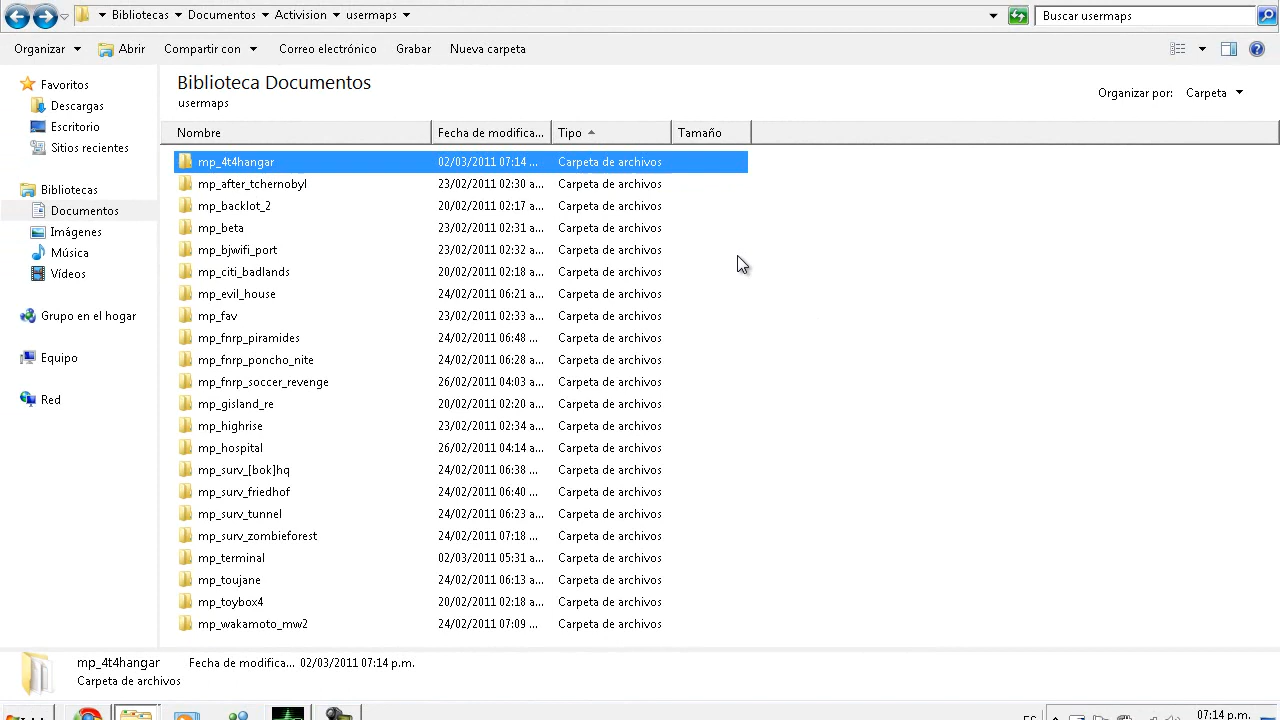 Bibliotecas Documentos Activision usermaps Buscar usermaps
Organizar Abrir Compartir con Correo electrónico Grabar Nueva carpeta
Favoritos
Descargas
Escritorio
Sitios recientes
Bibliotecas
Documentos
Imágenes
Música
Vídeos
Grupo en el hogar
Equipo
Red
Biblioteca Documentos
usermaps
Organizar por: Carpeta
Nombre Fecha de modifica... Tipo Tamaño
mp_4t4hangar 02/03/2011 07:14 ... Carpeta de archivos
mp_after_tchernobyl 23/02/2011 02:30 a... Carpeta de archivos
mp_backlot_2 20/02/2011 02:17 a... Carpeta de archivos
mp_beta 23/02/2011 02:31 a... Carpeta de archivos
mp_bjwifi_port 23/02/2011 02:32 a... Carpeta de archivos
mp_citi_badlands 20/02/2011 02:18 a... Carpeta de archivos
mp_evil_house 24/02/2011 06:21 a... Carpeta de archivos
mp_fav 23/02/2011 02:33 a... Carpeta de archivos
mp_fnrp_piramides 24/02/2011 06:48 ... Carpeta de archivos
mp_fnrp_poncho_nite 24/02/2011 06:28 ... Carpeta de archivos
mp_fnrp_soccer_revenge 26/02/2011 04:03 a... Carpeta de archivos
mp_gisland_re 20/02/2011 02:20 a... Carpeta de archivos
mp_highrise 23/02/2011 02:34 a... Carpeta de archivos
mp_hospital 26/02/2011 04:14 a... Carpeta de archivos
mp_surv_[bok]hq 24/02/2011 06:38 ... Carpeta de archivos
mp_surv_friedhof 24/02/2011 06:40 ... Carpeta de archivos
mp_surv_tunnel 24/02/2011 06:23 a... Carpeta de archivos
mp_surv_zombieforest 24/02/2011 07:18 ... Carpeta de archivos
mp_terminal 02/03/2011 05:31 a... Carpeta de archivos
mp_toujane 24/02/2011 06:13 a... Carpeta de archivos
mp_toybox4 20/02/2011 02:18 a... Carpeta de archivos
mp_wakamoto_mw2 24/02/2011 07:09 ... Carpeta de archivos
mp_4t4hangar Fecha de modifica... 02/03/2011 07:14 p.m.
Carpeta de archivos
07:14 p.m.